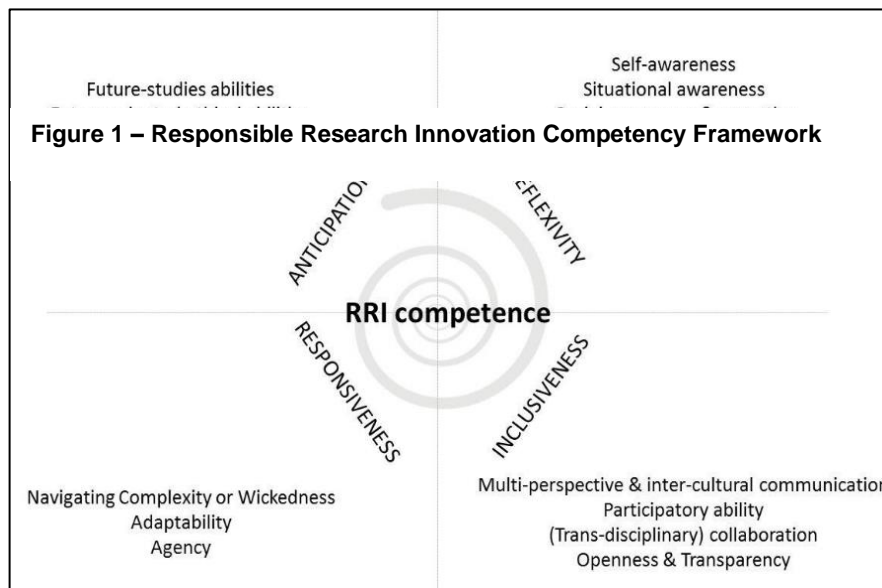 Future-studies abilities
Self-awareness
Situational awareness
Figure 1 – Responsible Research Innovation Competency Framework
ANTICIPATION
EFLEXIVITY
RRI competence
RESPONSIVENESS
INCLUSIVENESS
Navigating Complexity or Wickedness
Adaptability
Agency
Multi-perspective & inter-cultural communication
Participatory ability
(Trans-disciplinary) collaboration
Openness & Transparency